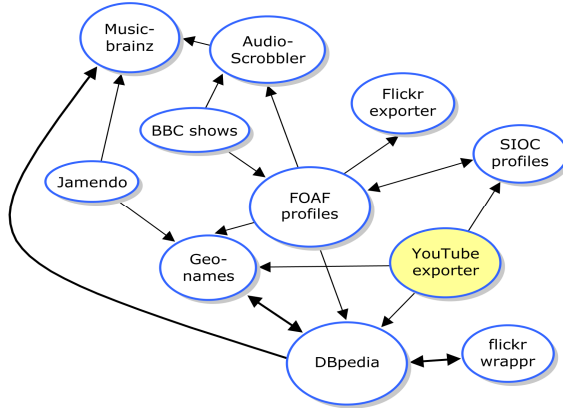 Music-
brainz
Audio-
Scrobbler
Flickr
exporter
BBC shows
SIOC
profiles
Jamendo
FOAF
profiles
Geo-
names
YouTube
exporter
DBpedia
flickr
wrappr